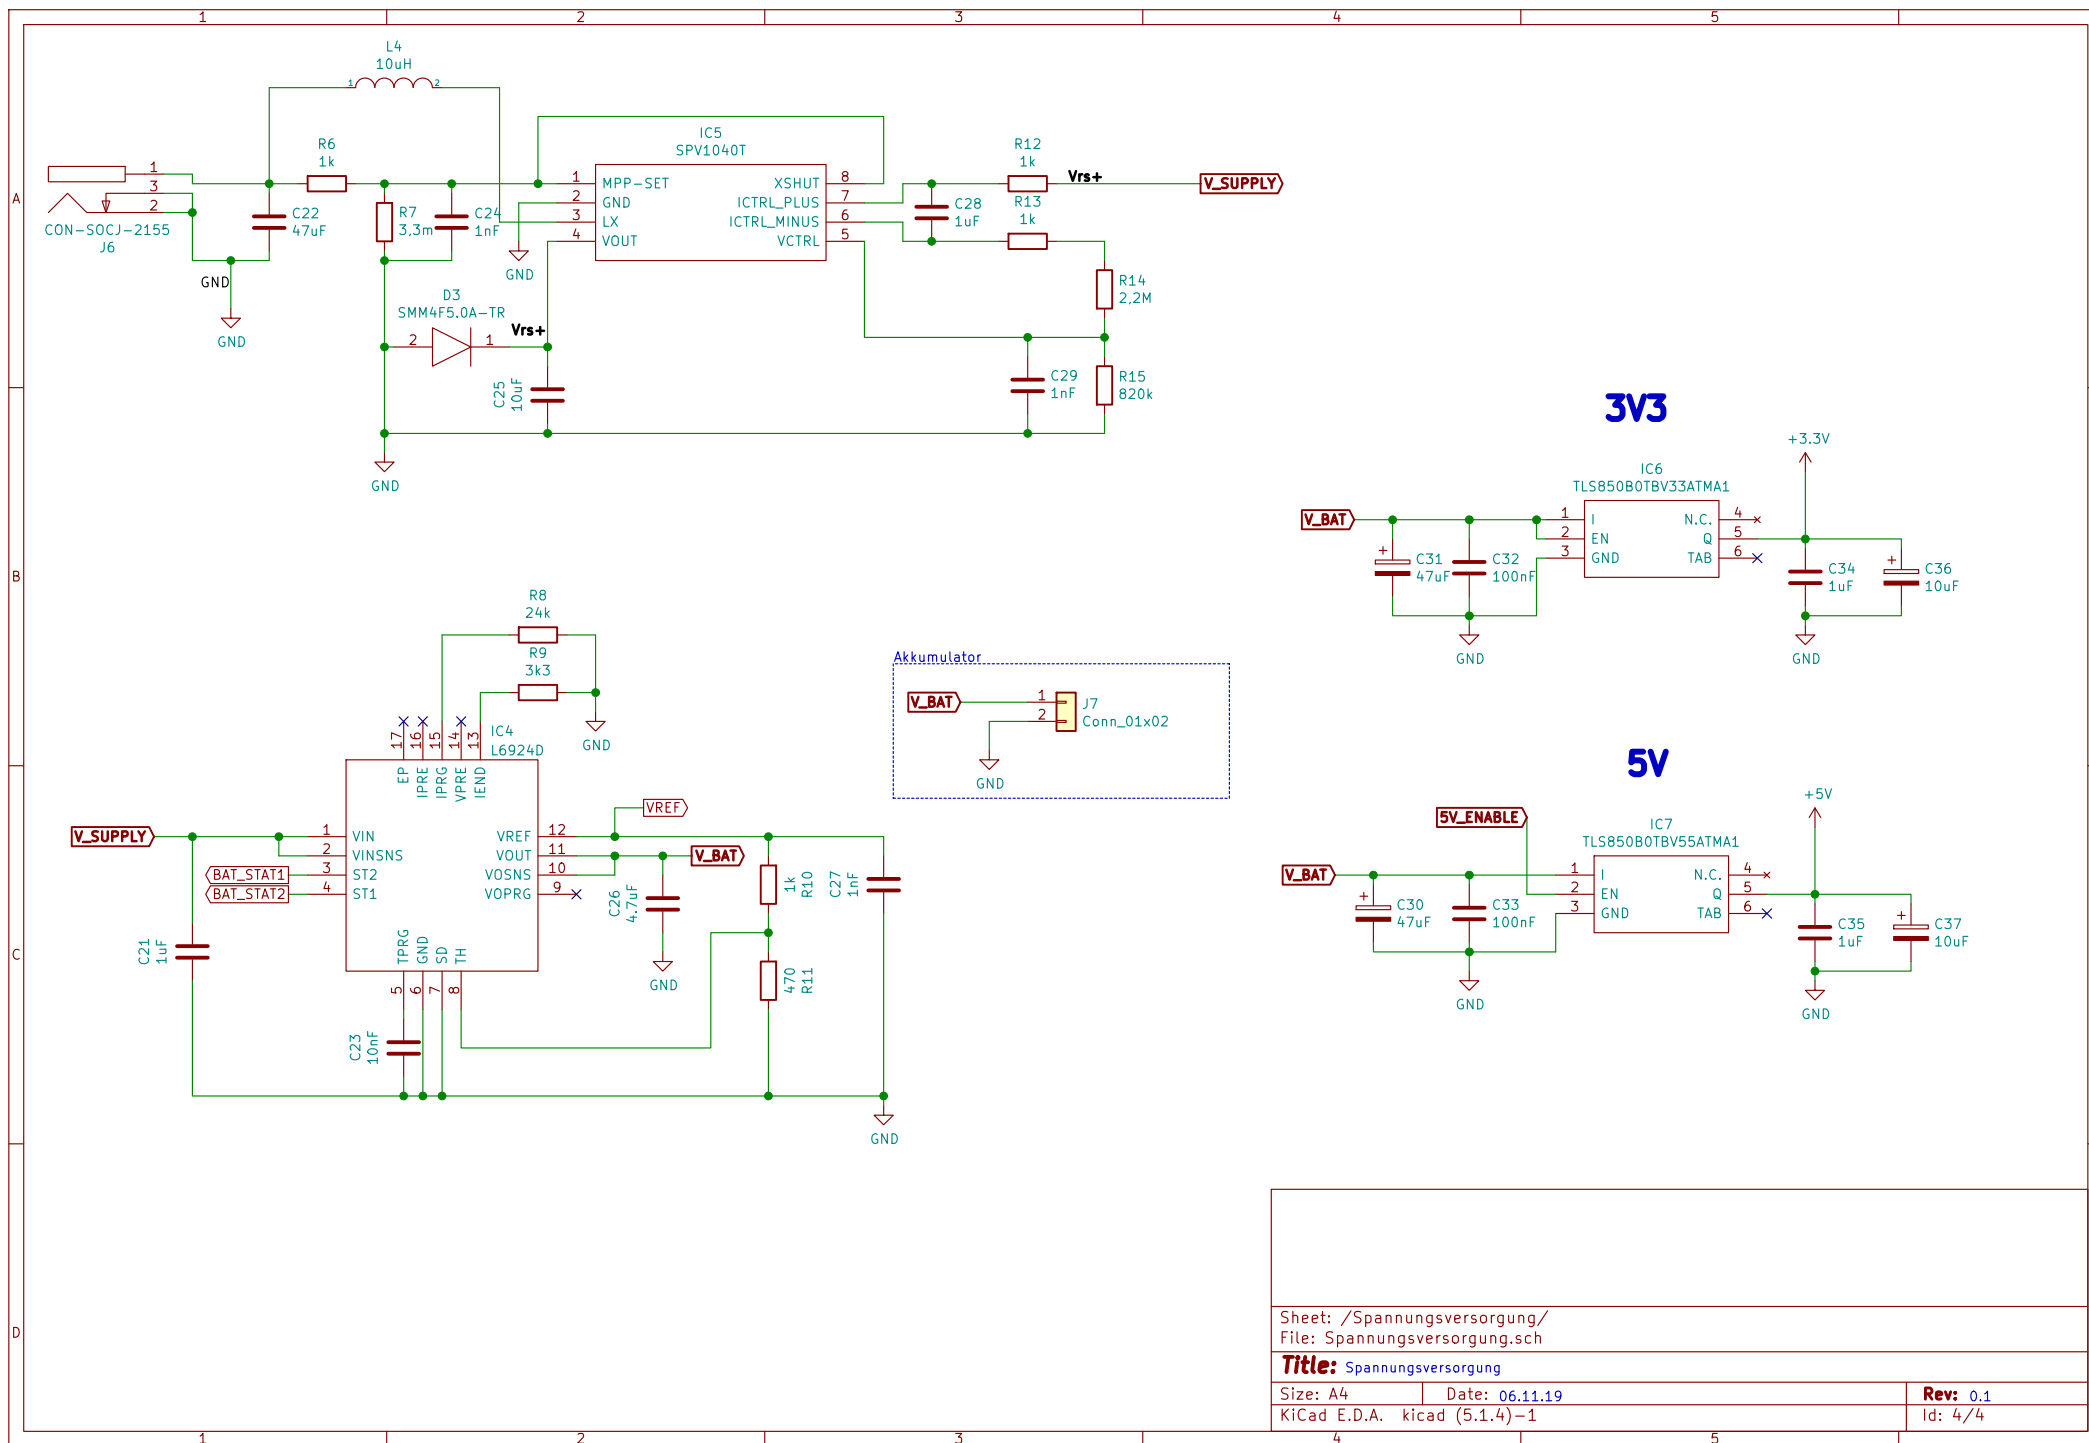 1 2 3 4 5
A
B
C
D
L4
10uH
1 2
R6
1k
CON-SOCJ-2155
J6
1
3
2
C22
47uF
R7
3,3m
C24
1nF
GND
GND
D3
SMM4F5.0A-TR
2 1
Vrs+
C25
10uF
GND
GND
IC5
SPV1040T
1 MPP-SET
2 GND
3 LX
4 VOUT
XSHUT 8
ICTRL_PLUS 7
ICTRL_MINUS 6
VCTRL 5
C28
1uF
R12
1k
R13
1k
Vrs+
V_SUPPLY
R14
2,2M
C29
1nF
R15
820k
3V3
+3.3V
IC6
TLS850B0TBV33ATMA1
V_BAT
1 I
2 EN
3 GND
N.C. 4
Q 5
TAB 6
C31
47uF
C32
100nF
C34
1uF
C36
10uF
+
+
GND
GND
R8
24k
R9
3k3
GND
IC4
L6924D
17 16 15 14 13
EP IPRE IPRG VPRE IEND
V_SUPPLY
BAT_STAT1
BAT_STAT2
1 VIN
2 VINSNS
3 ST2
4 ST1
VREF 12
VOUT 11
VOSNS 10
VOPRG 9
TPRG GND SD TH
5 6 7 8
VREF
V_BAT
C21
1uF
C23
10nF
C26
4.7uF
GND
1k
R10
470
R11
C27
1nF
GND
Akkumulator
V_BAT
1
2
J7
Conn_01x02
GND
5V
+5V
5V_ENABLE
IC7
TLS850B0TBV55ATMA1
V_BAT
1 I
2 EN
3 GND
N.C. 4
Q 5
TAB 6
C30
47uF
C33
100nF
C35
1uF
C37
10uF
+
+
GND
GND
Sheet: /Spannungsversorgung/
File: Spannungsversorgung.sch
Title: Spannungsversorgung
Size: A4 Date: 06.11.19 Rev: 0.1
KiCad E.D.A. kicad (5.1.4)-1 Id: 4/4
1 2 3 4 5